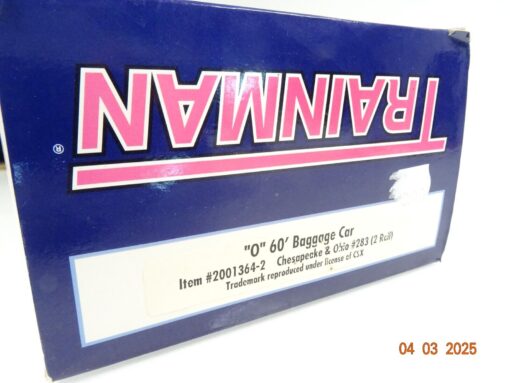 TRAINMAN
®
"O" 60' Baggage Car
Item #2001364-2 Chesapeake & Ohio #283 (2 Rail)
Trademark reproduced under license of CSX
04 03 2025